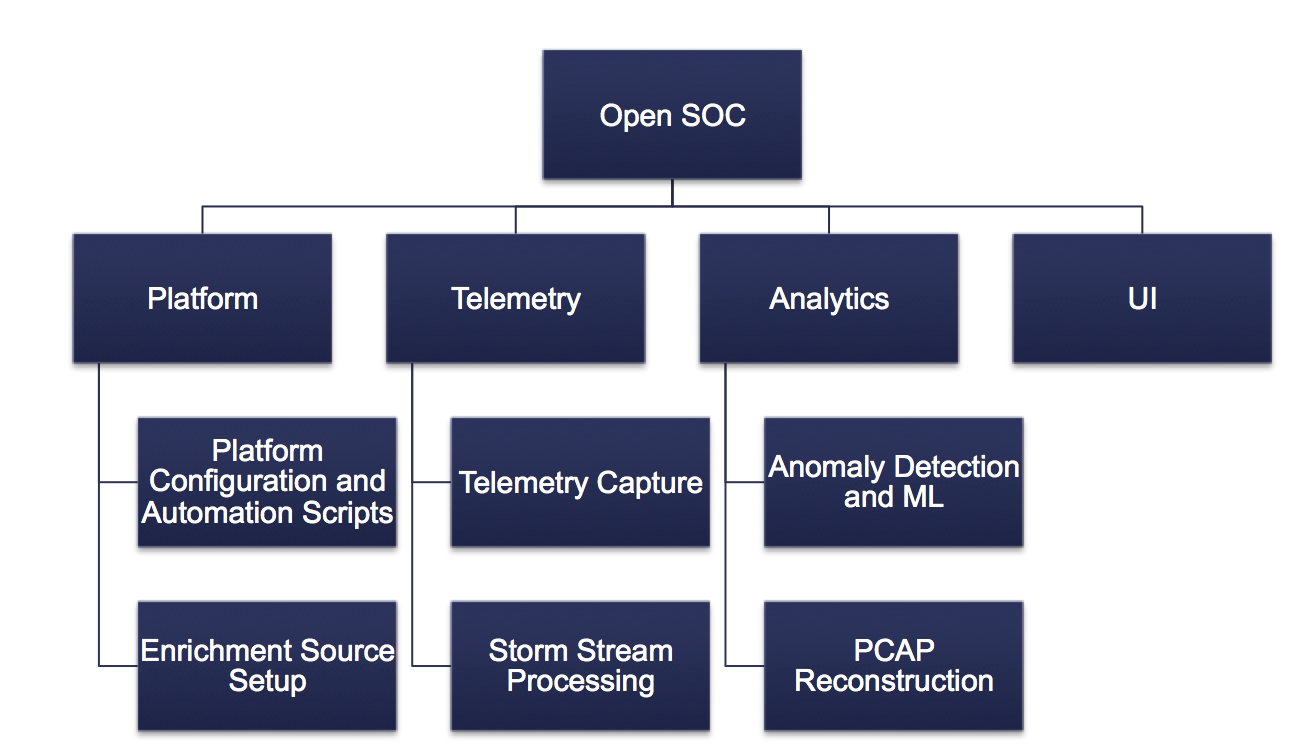 Open SOC
Platform
Telemetry
Analytics
UI
Platform
Configuration and
Automation Scripts
Telemetry Capture
Anomaly Detection
and ML
Enrichment Source
Setup
Storm Stream
Processing
PCAP
Reconstruction